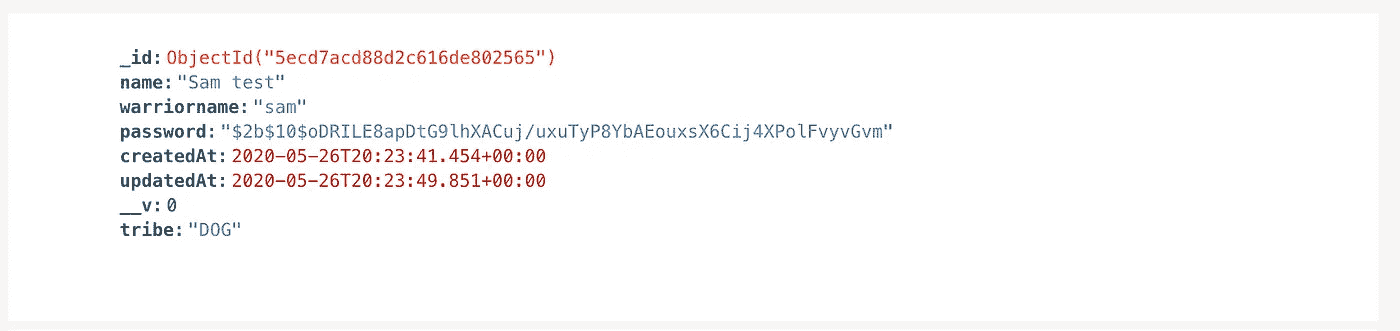 _id: ObjectId("5ecd7acd88d2c616de802565")
name: "Sam test"
warriorname: "sam"
password: "$2b$10$oDRILE8apDtG9lhXACuj/uxuTyP8YbAEouxsX6Cij4XPolFvyvGvm"
createdAt: 2020-05-26T20:23:41.454+00:00
updatedAt: 2020-05-26T20:23:49.851+00:00
__v: 0
tribe: "DOG"